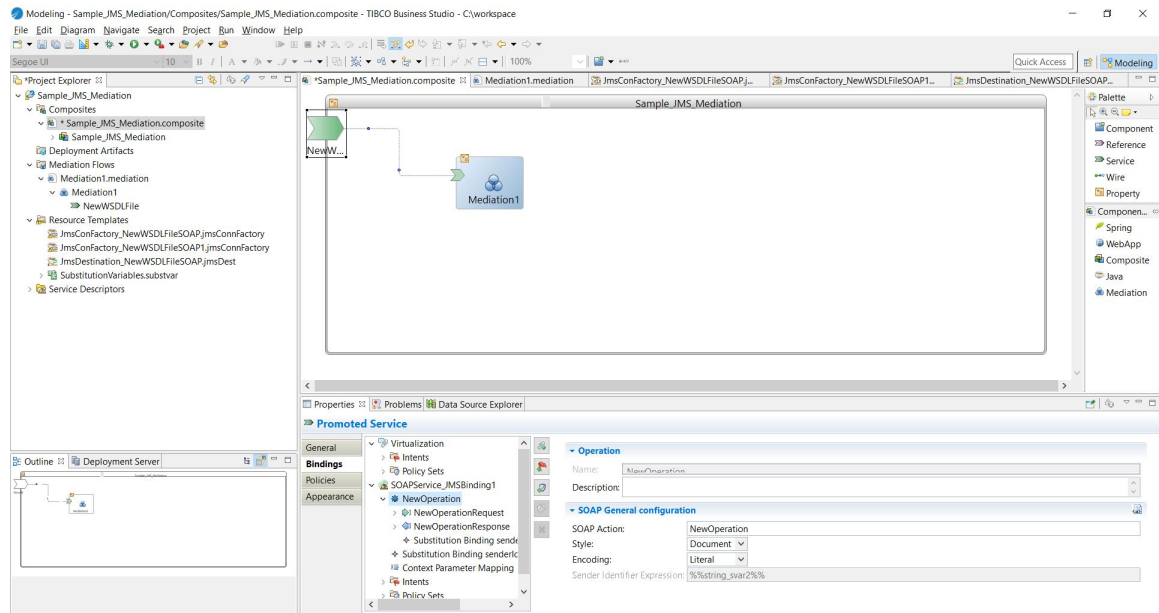 Modeling - Sample_JMS_Mediation/Composites/Sample_JMS_Mediation.composite - TIBCO Business Studio - C:\workspace
File Edit Diagram Navigate Search Project Run Window Help
Segoe UI 10 B I A 100% Quick Access Modeling
*Project Explorer
Sample_JMS_Mediation
Composites
* Sample_JMS_Mediation.composite
Sample_JMS_Mediation
Deployment Artifacts
Mediation Flows
Mediation1.mediation
Mediation1
NewWSDLFile
Resource Templates
JmsConFactory_NewWSDLFileSOAP.jmsConnFactory
JmsConFactory_NewWSDLFileSOAP1.jmsConnFactory
JmsDestination_NewWSDLFileSOAP.jmsDest
SubstitutionVariables.substvar
Service Descriptors
Outline Deployment Server
*Sample_JMS_Mediation.composite Mediation1.mediation JmsConFactory_NewWSDLFileSOAP.j... JmsConFactory_NewWSDLFileSOAP1... JmsDestination_NewWSDLFileSOAP...
Sample_JMS_Mediation
NewW...
Mediation1
Palette
Component
Reference
Service
Wire
Property
Componen...
Spring
WebApp
Composite
Java
Mediation
Properties Problems Data Source Explorer
Promoted Service
General
Bindings
Policies
Appearance
Virtualization
Intents
Policy Sets
SOAPService_JMSBinding1
NewOperation
NewOperationRequest
NewOperationResponse
Substitution Binding sende
Substitution Binding senderIc
Context Parameter Mapping
Intents
Policy Sets
Operation
Name: NewOperation
Description:
SOAP General configuration
SOAP Action: NewOperation
Style: Document
Encoding: Literal
Sender Identifier Expression: %%string_svar2%%